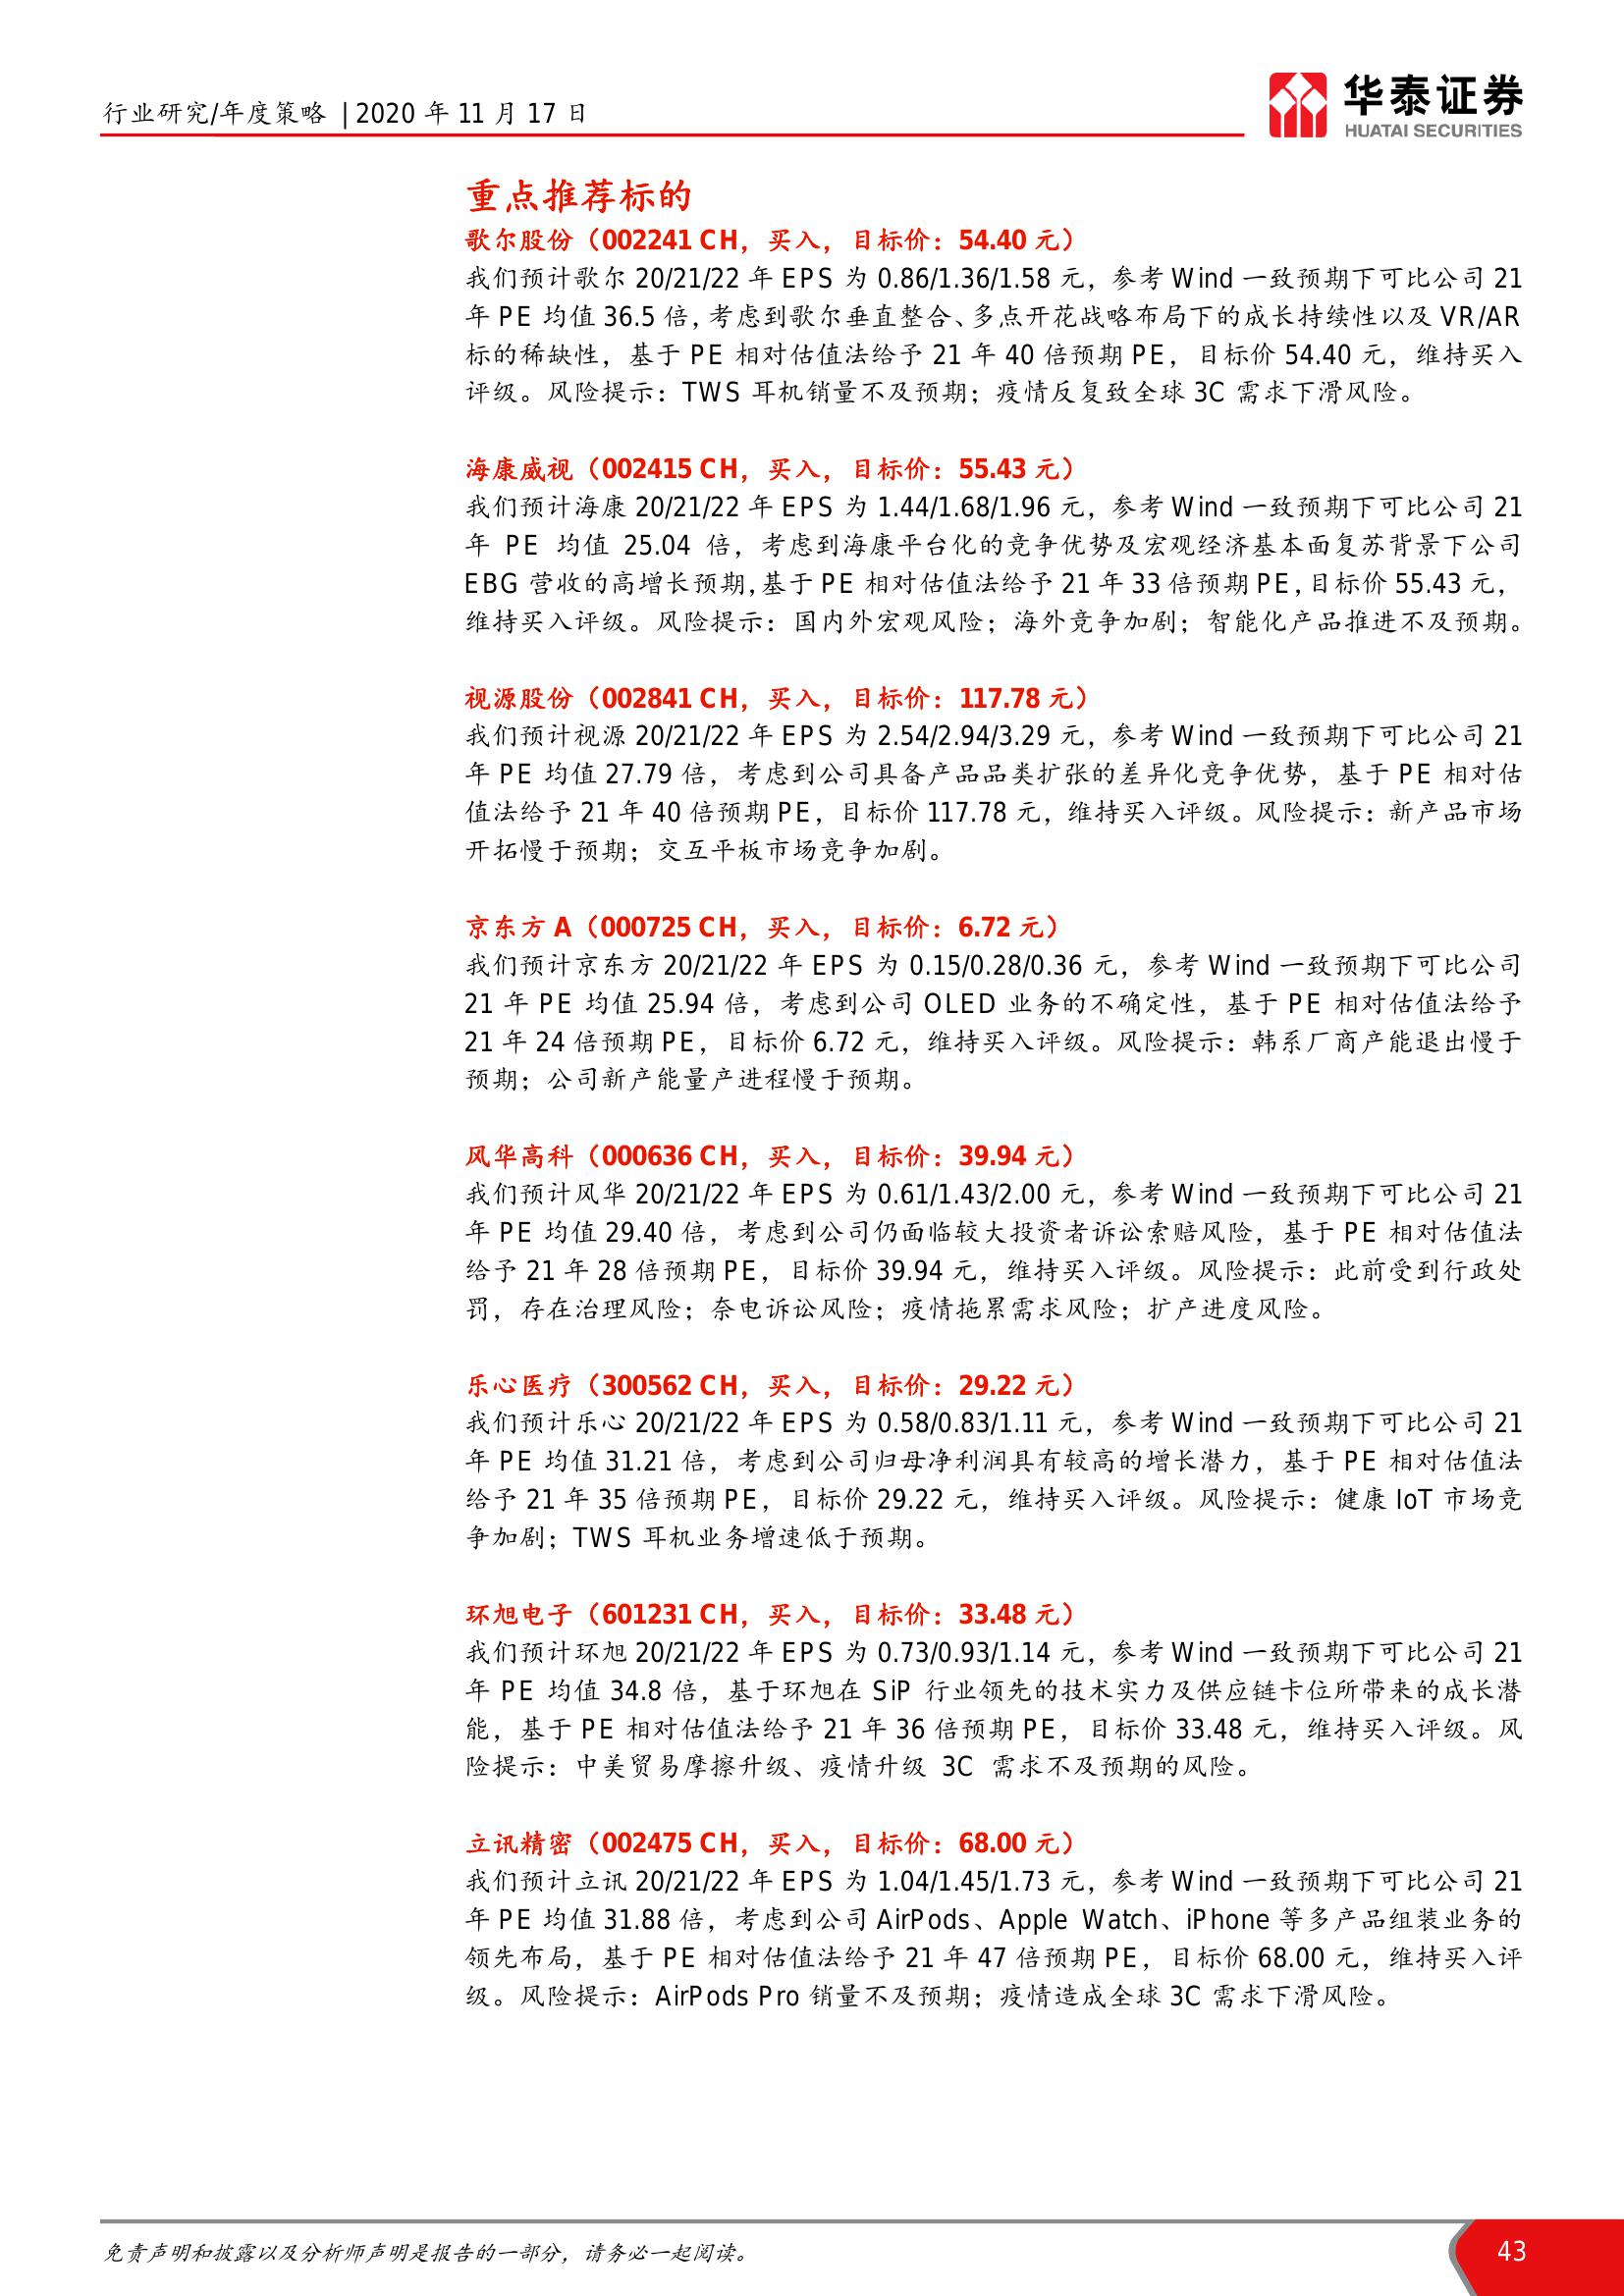 行业研究/年度策略 | 2020 年 11 月 17 日
华泰证券
HUATAI SECURITIES
重点推荐标的
歌尔股份（002241 CH，买入，目标价：54.40 元）
我们预计歌尔 20/21/22 年 EPS 为 0.86/1.36/1.58 元，参考 Wind 一致预期下可比公司 21
年 PE 均值 36.5 倍，考虑到歌尔垂直整合、多点开花战略布局下的成长持续性以及 VR/AR
标的稀缺性，基于 PE 相对估值法给予 21 年 40 倍预期 PE，目标价 54.40 元，维持买入
评级。风险提示：TWS 耳机销量不及预期；疫情反复致全球 3C 需求下滑风险。
海康威视（002415 CH，买入，目标价：55.43 元）
我们预计海康 20/21/22 年 EPS 为 1.44/1.68/1.96 元，参考 Wind 一致预期下可比公司 21
年 PE 均值 25.04 倍，考虑到海康平台化的竞争优势及宏观经济基本面复苏背景下公司
EBG 营收的高增长预期，基于 PE 相对估值法给予 21 年 33 倍预期 PE，目标价 55.43 元，
维持买入评级。风险提示：国内外宏观风险；海外竞争加剧；智能化产品推进不及预期。
视源股份（002841 CH，买入，目标价：117.78 元）
我们预计视源 20/21/22 年 EPS 为 2.54/2.94/3.29 元，参考 Wind 一致预期下可比公司 21
年 PE 均值 27.79 倍，考虑到公司具备产品品类扩张的差异化竞争优势，基于 PE 相对估
值法给予 21 年 40 倍预期 PE，目标价 117.78 元，维持买入评级。风险提示：新产品市场
开拓慢于预期；交互平板市场竞争加剧。
京东方 A（000725 CH，买入，目标价：6.72 元）
我们预计京东方 20/21/22 年 EPS 为 0.15/0.28/0.36 元，参考 Wind 一致预期下可比公司
21 年 PE 均值 25.94 倍，考虑到公司 OLED 业务的不确定性，基于 PE 相对估值法给予
21 年 24 倍预期 PE，目标价 6.72 元，维持买入评级。风险提示：韩系厂商产能退出慢于
预期；公司新产能量产进程慢于预期。
风华高科（000636 CH，买入，目标价：39.94 元）
我们预计风华 20/21/22 年 EPS 为 0.61/1.43/2.00 元，参考 Wind 一致预期下可比公司 21
年 PE 均值 29.40 倍，考虑到公司仍面临较大投资者诉讼索赔风险，基于 PE 相对估值法
给予 21 年 28 倍预期 PE，目标价 39.94 元，维持买入评级。风险提示：此前受到行政处
罚，存在治理风险；奈电诉讼风险；疫情拖累需求风险；扩产进度风险。
乐心医疗（300562 CH，买入，目标价：29.22 元）
我们预计乐心 20/21/22 年 EPS 为 0.58/0.83/1.11 元，参考 Wind 一致预期下可比公司 21
年 PE 均值 31.21 倍，考虑到公司归母净利润具有较高的增长潜力，基于 PE 相对估值法
给予 21 年 35 倍预期 PE，目标价 29.22 元，维持买入评级。风险提示：健康 IoT 市场竞
争加剧；TWS 耳机业务增速低于预期。
环旭电子（601231 CH，买入，目标价：33.48 元）
我们预计环旭 20/21/22 年 EPS 为 0.73/0.93/1.14 元，参考 Wind 一致预期下可比公司 21
年 PE 均值 34.8 倍，基于环旭在 SiP 行业领先的技术实力及供应链卡位所带来的成长潜
能，基于 PE 相对估值法给予 21 年 36 倍预期 PE，目标价 33.48 元，维持买入评级。风
险提示：中美贸易摩擦升级、疫情升级 3C 需求不及预期的风险。
立讯精密（002475 CH，买入，目标价：68.00 元）
我们预计立讯 20/21/22 年 EPS 为 1.04/1.45/1.73 元，参考 Wind 一致预期下可比公司 21
年 PE 均值 31.88 倍，考虑到公司 AirPods、Apple Watch、iPhone 等多产品组装业务的
领先布局，基于 PE 相对估值法给予 21 年 47 倍预期 PE，目标价 68.00 元，维持买入评
级。风险提示：AirPods Pro 销量不及预期；疫情造成全球 3C 需求下滑风险。
免责声明和披露以及分析师声明是报告的一部分，请务必一起阅读。
43